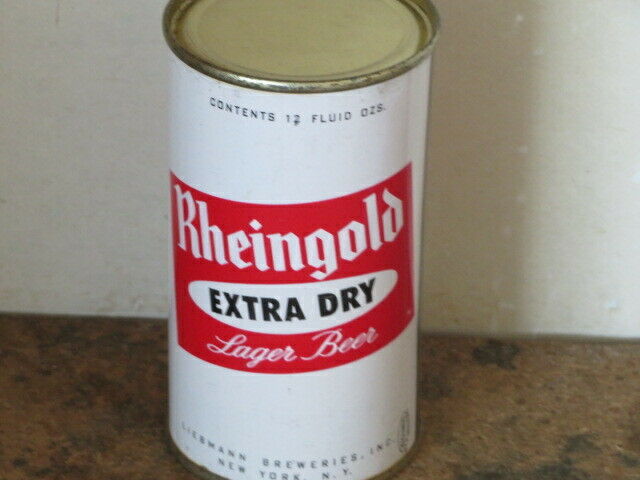 CONTENTS 12 FLUID OZS.
Rheingold
EXTRA DRY
Lager Beer
LIEBMANN BREWERIES, INC.
NEW YORK, N.Y.